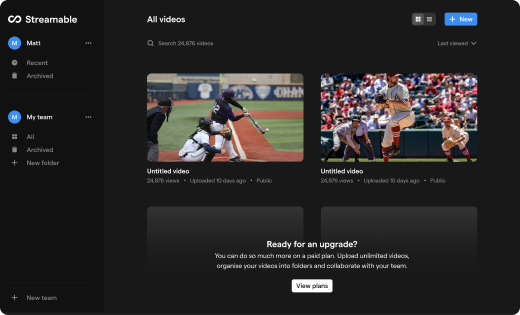 Streamable
M Matt
Recent
Archived
M My team
All
Archived
New folder
New team
All videos
New
Search 24,876 videos
Last viewed
Untitled video
24,876 views • Uploaded 10 days ago • Public
Untitled video
24,876 views • Uploaded 10 days ago • Public
Ready for an upgrade?
You can do so much more on a paid plan. Upload unlimited videos,
organise your videos into folders and collaborate with your team.
View plans